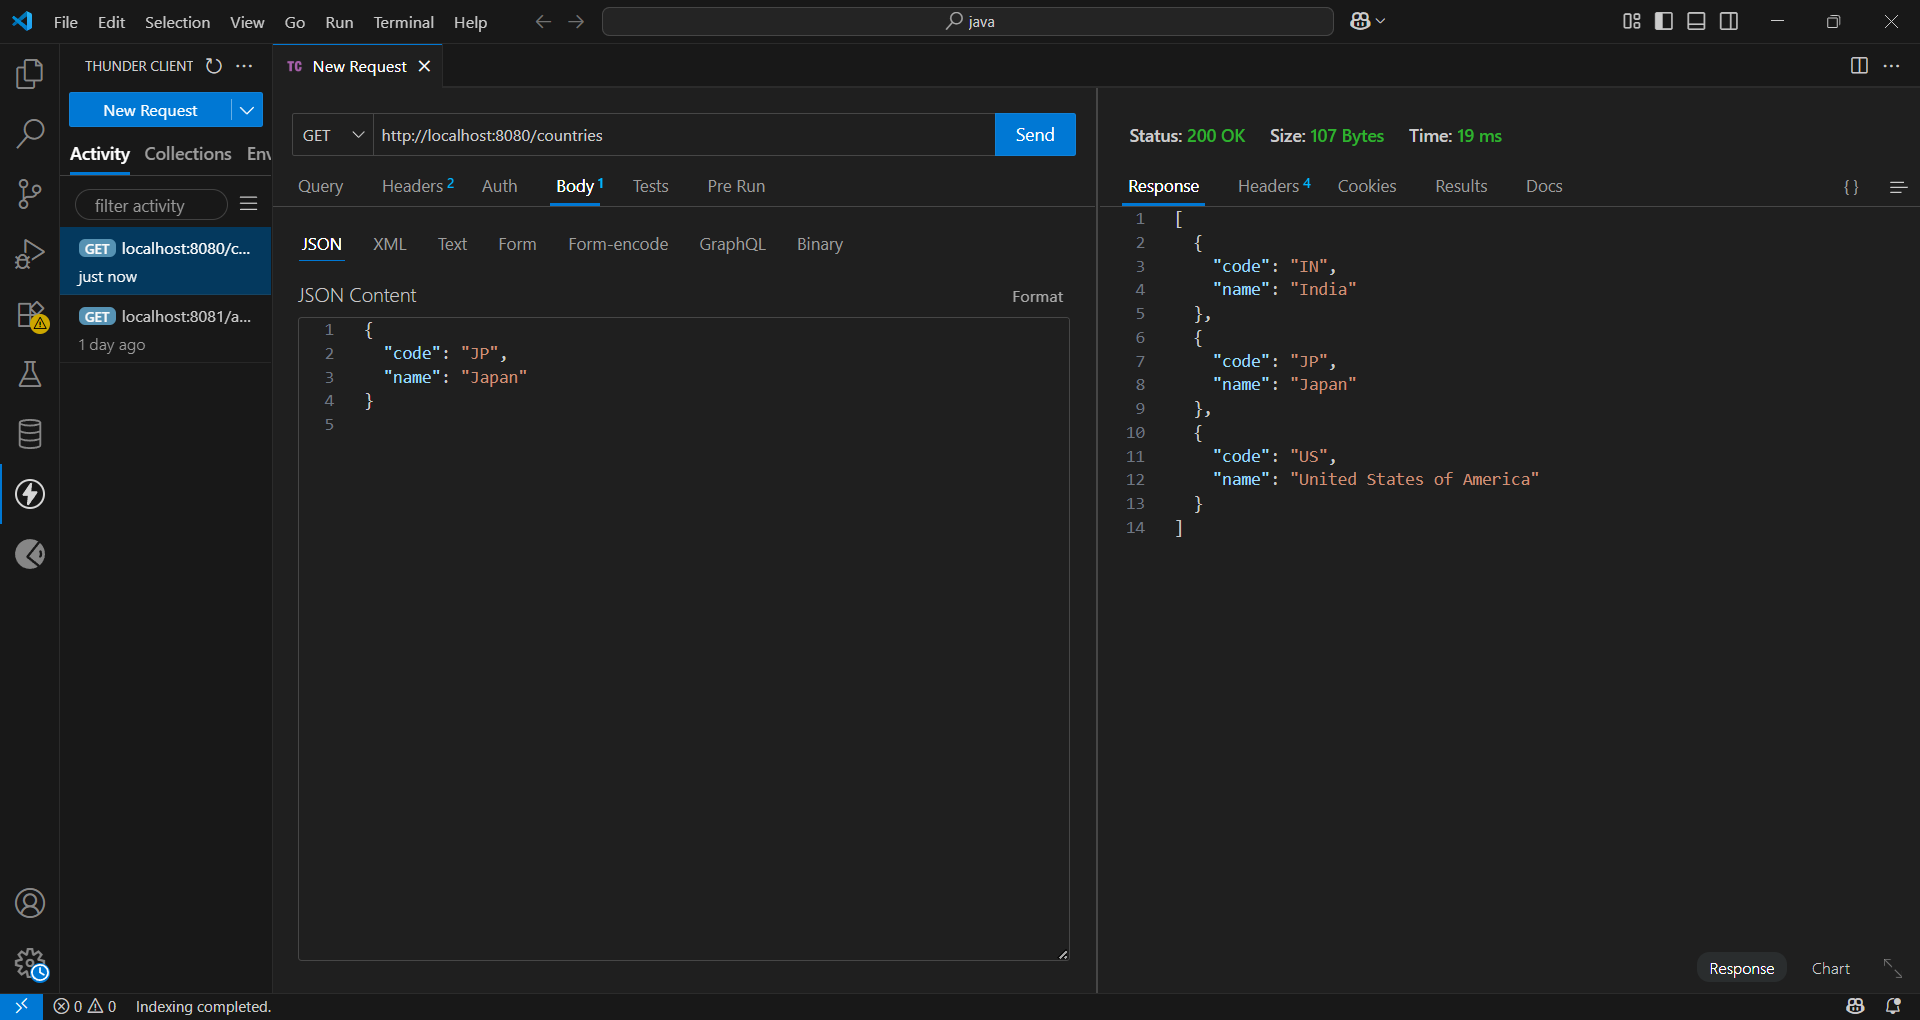 File Edit Selection View Go Run Terminal Help java
THUNDER CLIENT
New Request
Activity Collections Env
filter activity
GET localhost:8080/c...
just now
GET localhost:8081/a...
1 day ago
TC New Request
GET http://localhost:8080/countries Send
Query Headers 2 Auth Body 1 Tests Pre Run
JSON XML Text Form Form-encode GraphQL Binary
JSON Content Format
1 {
2 "code": "JP",
3 "name": "Japan"
4 }
5
Status: 200 OK Size: 107 Bytes Time: 19 ms
Response Headers 4 Cookies Results Docs { }
1 [
2 {
3 "code": "IN",
4 "name": "India"
5 },
6 {
7 "code": "JP",
8 "name": "Japan"
9 },
10 {
11 "code": "US",
12 "name": "United States of America"
13 }
14 ]
Response Chart
0 0 Indexing completed.